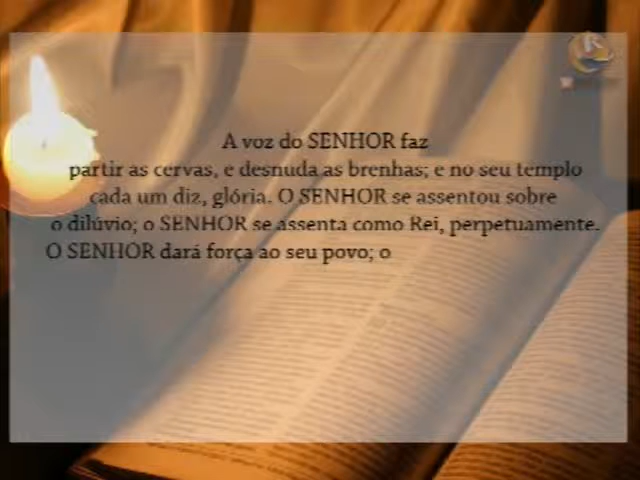 A voz do SENHOR faz
partir as cervas, e desnuda as brenhas; e no seu templo
cada um diz, glória. O SENHOR se assentou sobre
o dilúvio; o SENHOR se assenta como Rei, perpetuamente.
O SENHOR dará força ao seu povo; o